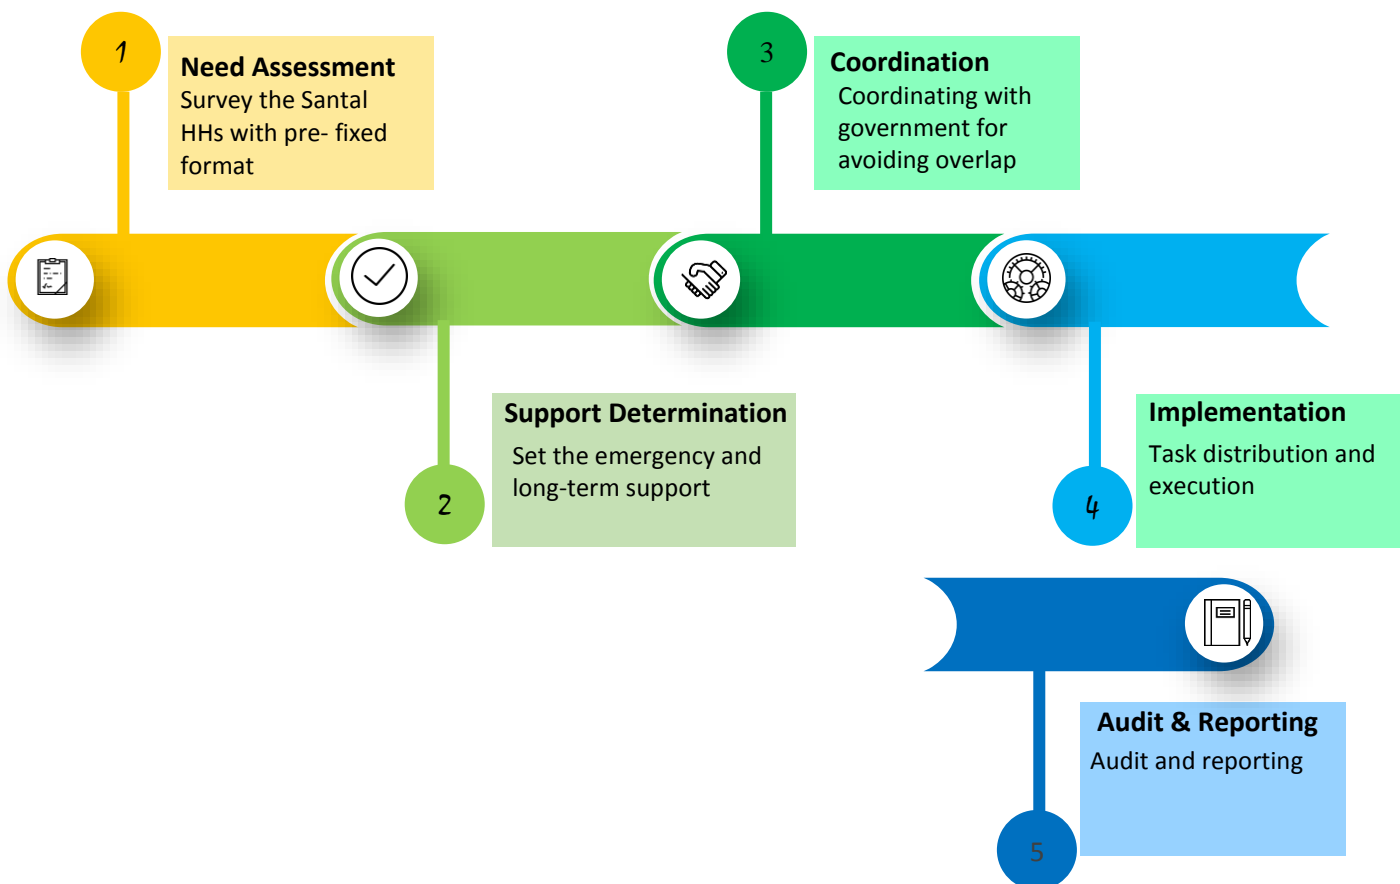 1
Need Assessment
Survey the Santal
HHs with pre- fixed
format
2
Support Determination
Set the emergency and
long-term support
3
Coordination
Coordinating with
government for
avoiding overlap
4
Implementation
Task distribution and
execution
5
Audit & Reporting
Audit and reporting